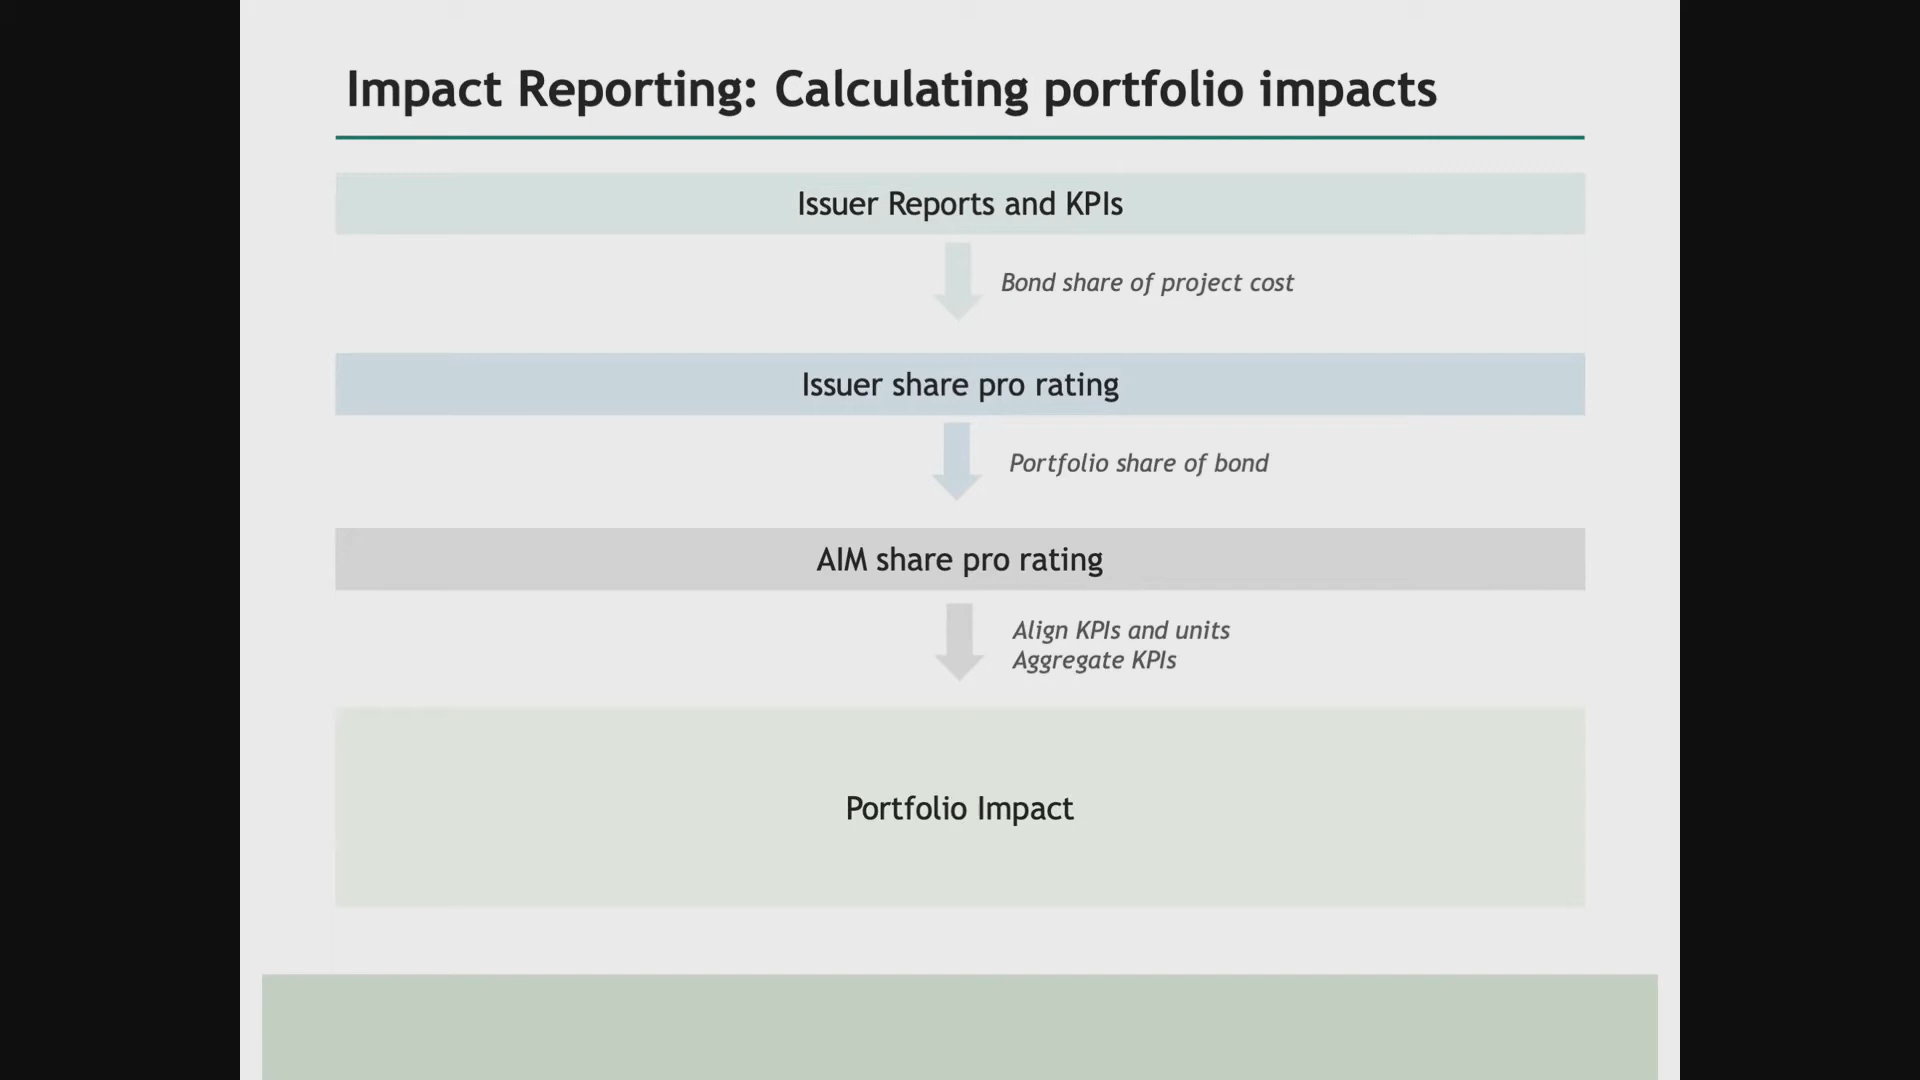 Impact Reporting: Calculating portfolio impacts
Issuer Reports and KPIs
Bond share of project cost
Issuer share pro rating
Portfolio share of bond
AIM share pro rating
Align KPIs and units
Aggregate KPIs
Portfolio Impact